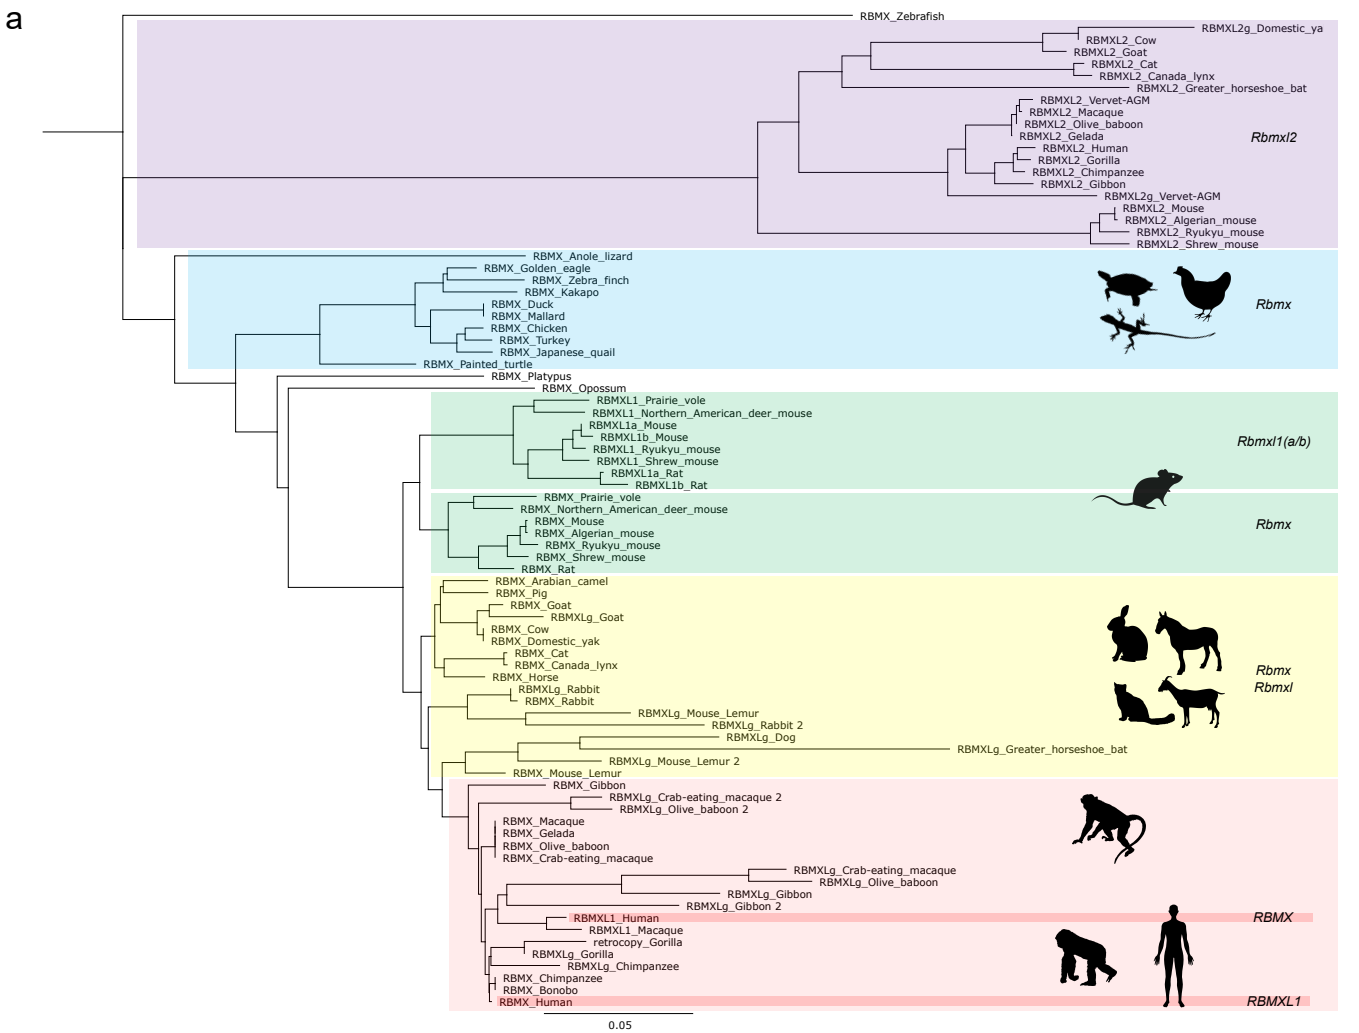 a
RBMX_Zebrafish
RBMXL2g_Domestic_ya
RBMXL2_Cow
RBMXL2_Goat
RBMXL2_Cat
RBMXL2_Canada_lynx
RBMXL2_Greater_horseshoe_bat
RBMXL2_Vervet-AGM
RBMXL2_Macaque
RBMXL2_Olive_baboon
RBMXL2_Gelada
Rbmxl2
RBMXL2_Human
RBMXL2_Gorilla
RBMXL2_Chimpanzee
RBMXL2_Gibbon
RBMXL2g_Vervet-AGM
RBMXL2_Mouse
RBMXL2_Algerian_mouse
RBMXL2_Ryukyu_mouse
RBMXL2_Shrew_mouse
RBMX_Anole_lizard
RBMX_Golden_eagle
RBMX_Zebra_finch
RBMX_Kakapo
RBMX_Duck
Rbmx
RBMX_Mallard
RBMX_Chicken
RBMX_Turkey
RBMX_Japanese_quail
RBMX_Painted_turtle
RBMX_Platypus
RBMX_Opossum
RBMXL1_Prairie_vole
RBMXL1_Northern_American_deer_mouse
RBMXL1a_Mouse
RBMXL1b_Mouse
Rbmxl1(a/b)
RBMXL1_Ryukyu_mouse
RBMXL1_Shrew_mouse
RBMXL1a_Rat
RBMXL1b_Rat
RBMX_Prairie_vole
RBMX_Northern_American_deer_mouse
RBMX_Mouse
Rbmx
RBMX_Algerian_mouse
RBMX_Ryukyu_mouse
RBMX_Shrew_mouse
RBMX_Rat
RBMX_Arabian_camel
RBMX_Pig
RBMX_Goat
RBMXLg_Goat
RBMX_Cow
RBMX_Domestic_yak
RBMX_Cat
RBMX_Canada_lynx
Rbmx
RBMX_Horse
Rbmxl
RBMXLg_Rabbit
RBMX_Rabbit
RBMXLg_Mouse_Lemur
RBMXLg_Rabbit 2
RBMXLg_Dog
RBMXLg_Greater_horseshoe_bat
RBMXLg_Mouse_Lemur 2
RBMX_Mouse_Lemur
RBMX_Gibbon
RBMXLg_Crab-eating_macaque 2
RBMXLg_Olive_baboon 2
RBMX_Macaque
RBMX_Gelada
RBMX_Olive_baboon
RBMX_Crab-eating_macaque
RBMXLg_Crab-eating_macaque
RBMXLg_Olive_baboon
RBMXLg_Gibbon
RBMXLg_Gibbon 2
RBMXL1_Human
RBMX
RBMXL1_Macaque
retrocopy_Gorilla
RBMXLg_Gorilla
RBMXLg_Chimpanzee
RBMX_Chimpanzee
RBMX_Bonobo
RBMX_Human
RBMXL1
0.05